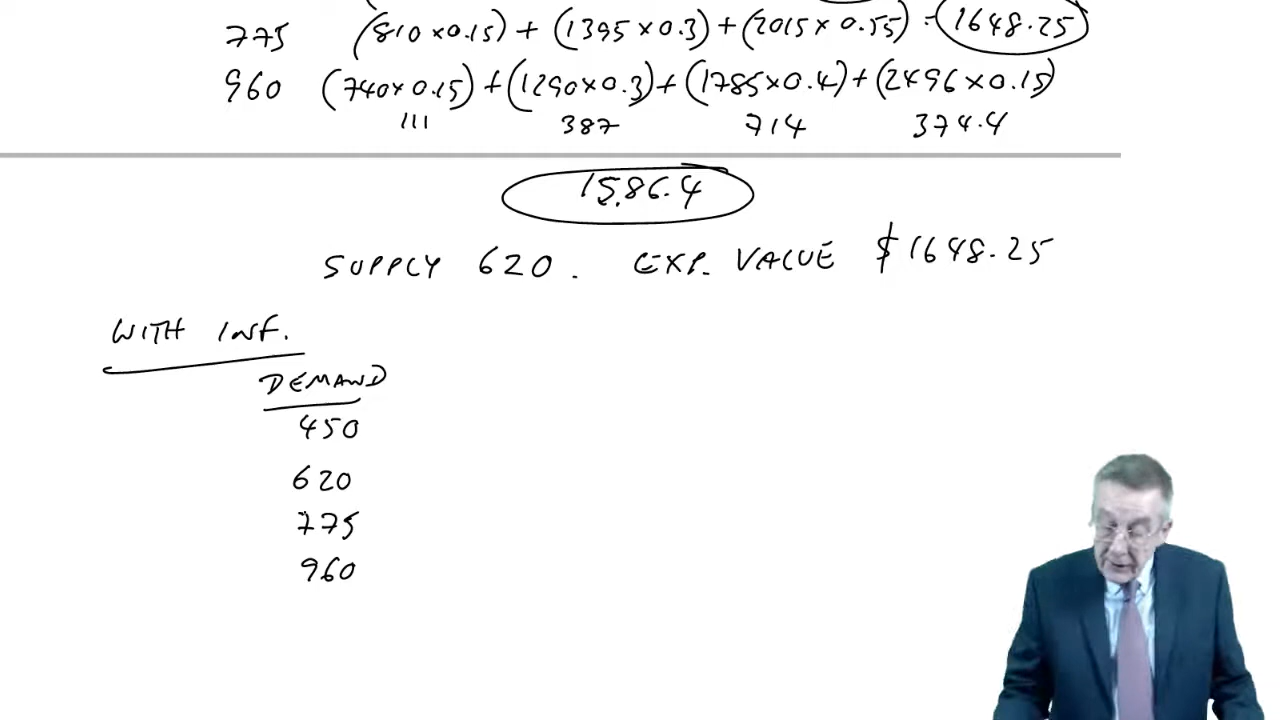 775 (810×0.15) + (1395×0.3) + (2015×0.55) = 1648.25
960 (740×0.15) + (1290×0.3) + (1785×0.4) + (2496×0.15)
111 387 714 374.4
1586.4
SUPPLY 620. EXP. VALUE $1648.25
WITH INF.
DEMAND
450
620
775
960